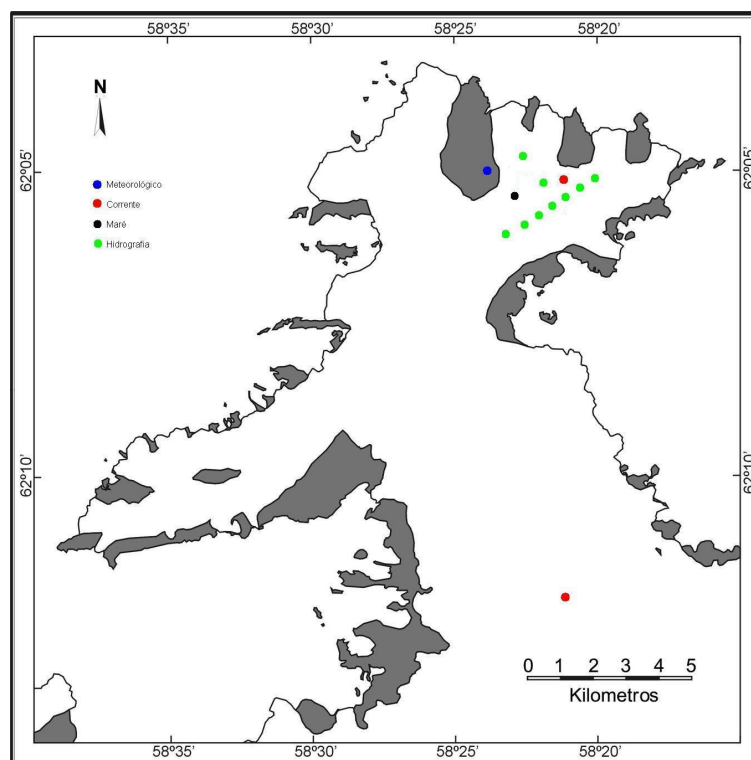 58º35' 58º30' 58º25' 58º20'
N
62º05' 62º05'
Meteorológico
Corrente
Maré
Hidrografia
62º10' 62º10'
0 1 2 3 4 5
Kilometros
58º35' 58º30' 58º25' 58º20'